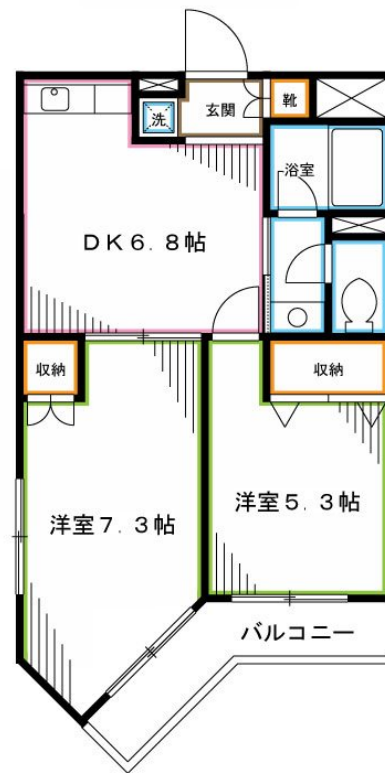 靴
玄関
洗
浴室
DK6.8帖
収納
収納
洋室5.3帖
洋室7.3帖
バルコニー